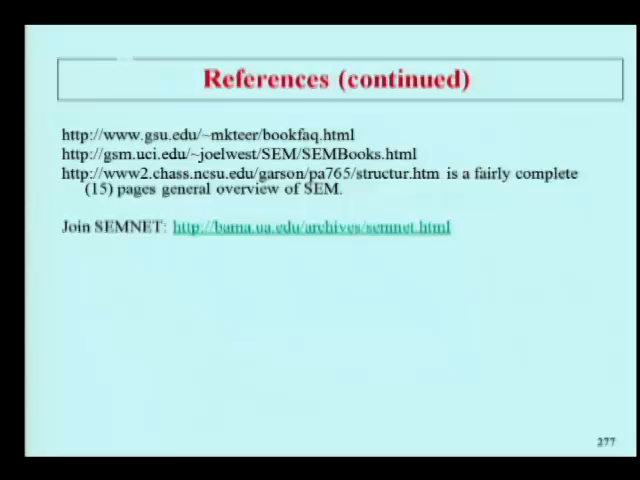 References (continued)
http://www.gsu.edu/~mkteer/bookfaq.html
http://gsm.uci.edu/~joelwest/SEM/SEMBooks.html
http://www2.chass.ncsu.edu/garson/pa765/structur.htm is a fairly complete
(15) pages general overview of SEM.
Join SEMNET: http://bama.ua.edu/archives/semnet.html
277